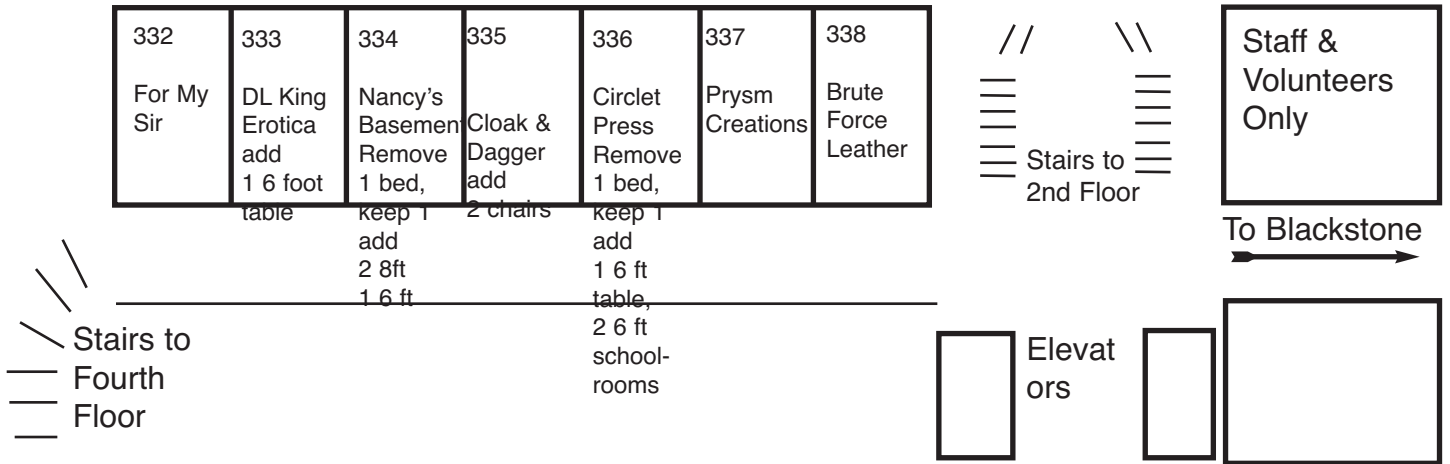 332
For My
Sir
333
DL King
Erotica
add
1 6 foot
table
334
Nancy's
Basement
Remove
1 bed,
keep 1
add
2 8ft
1 6 ft
335
Cloak &
Dagger
add
2 chairs
336
Circlet
Press
Remove
1 bed,
keep 1
add
1 6 ft
table,
2 6 ft
school-
rooms
337
Prysm
Creations
338
Brute
Force
Leather
Stairs to
2nd Floor
Staff &
Volunteers
Only
To Blackstone
Stairs to
Fourth
Floor
Elevat
ors